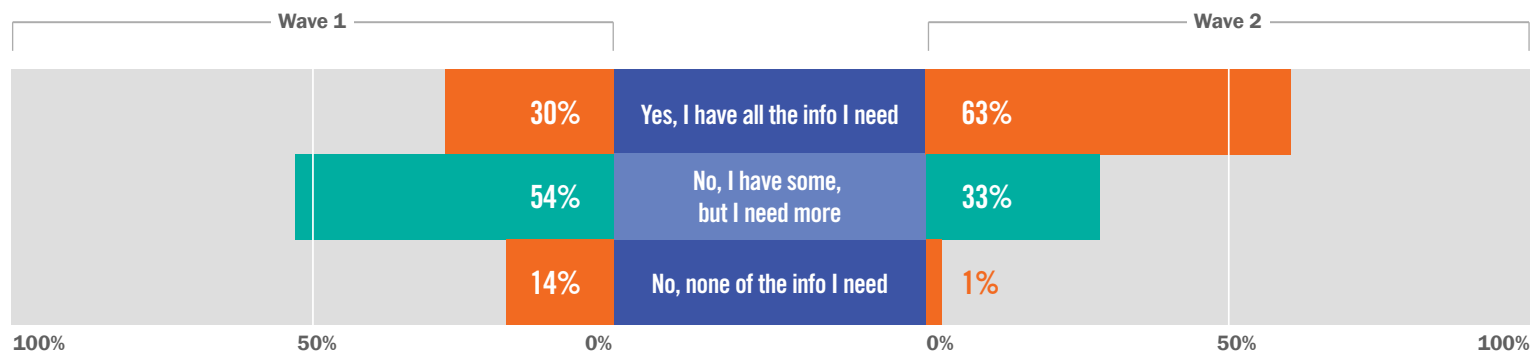 Wave 1
Wave 2
30%
Yes, I have all the info I need
63%
54%
No, I have some,
but I need more
33%
14%
No, none of the info I need
1%
100%
50%
0%
0%
50%
100%